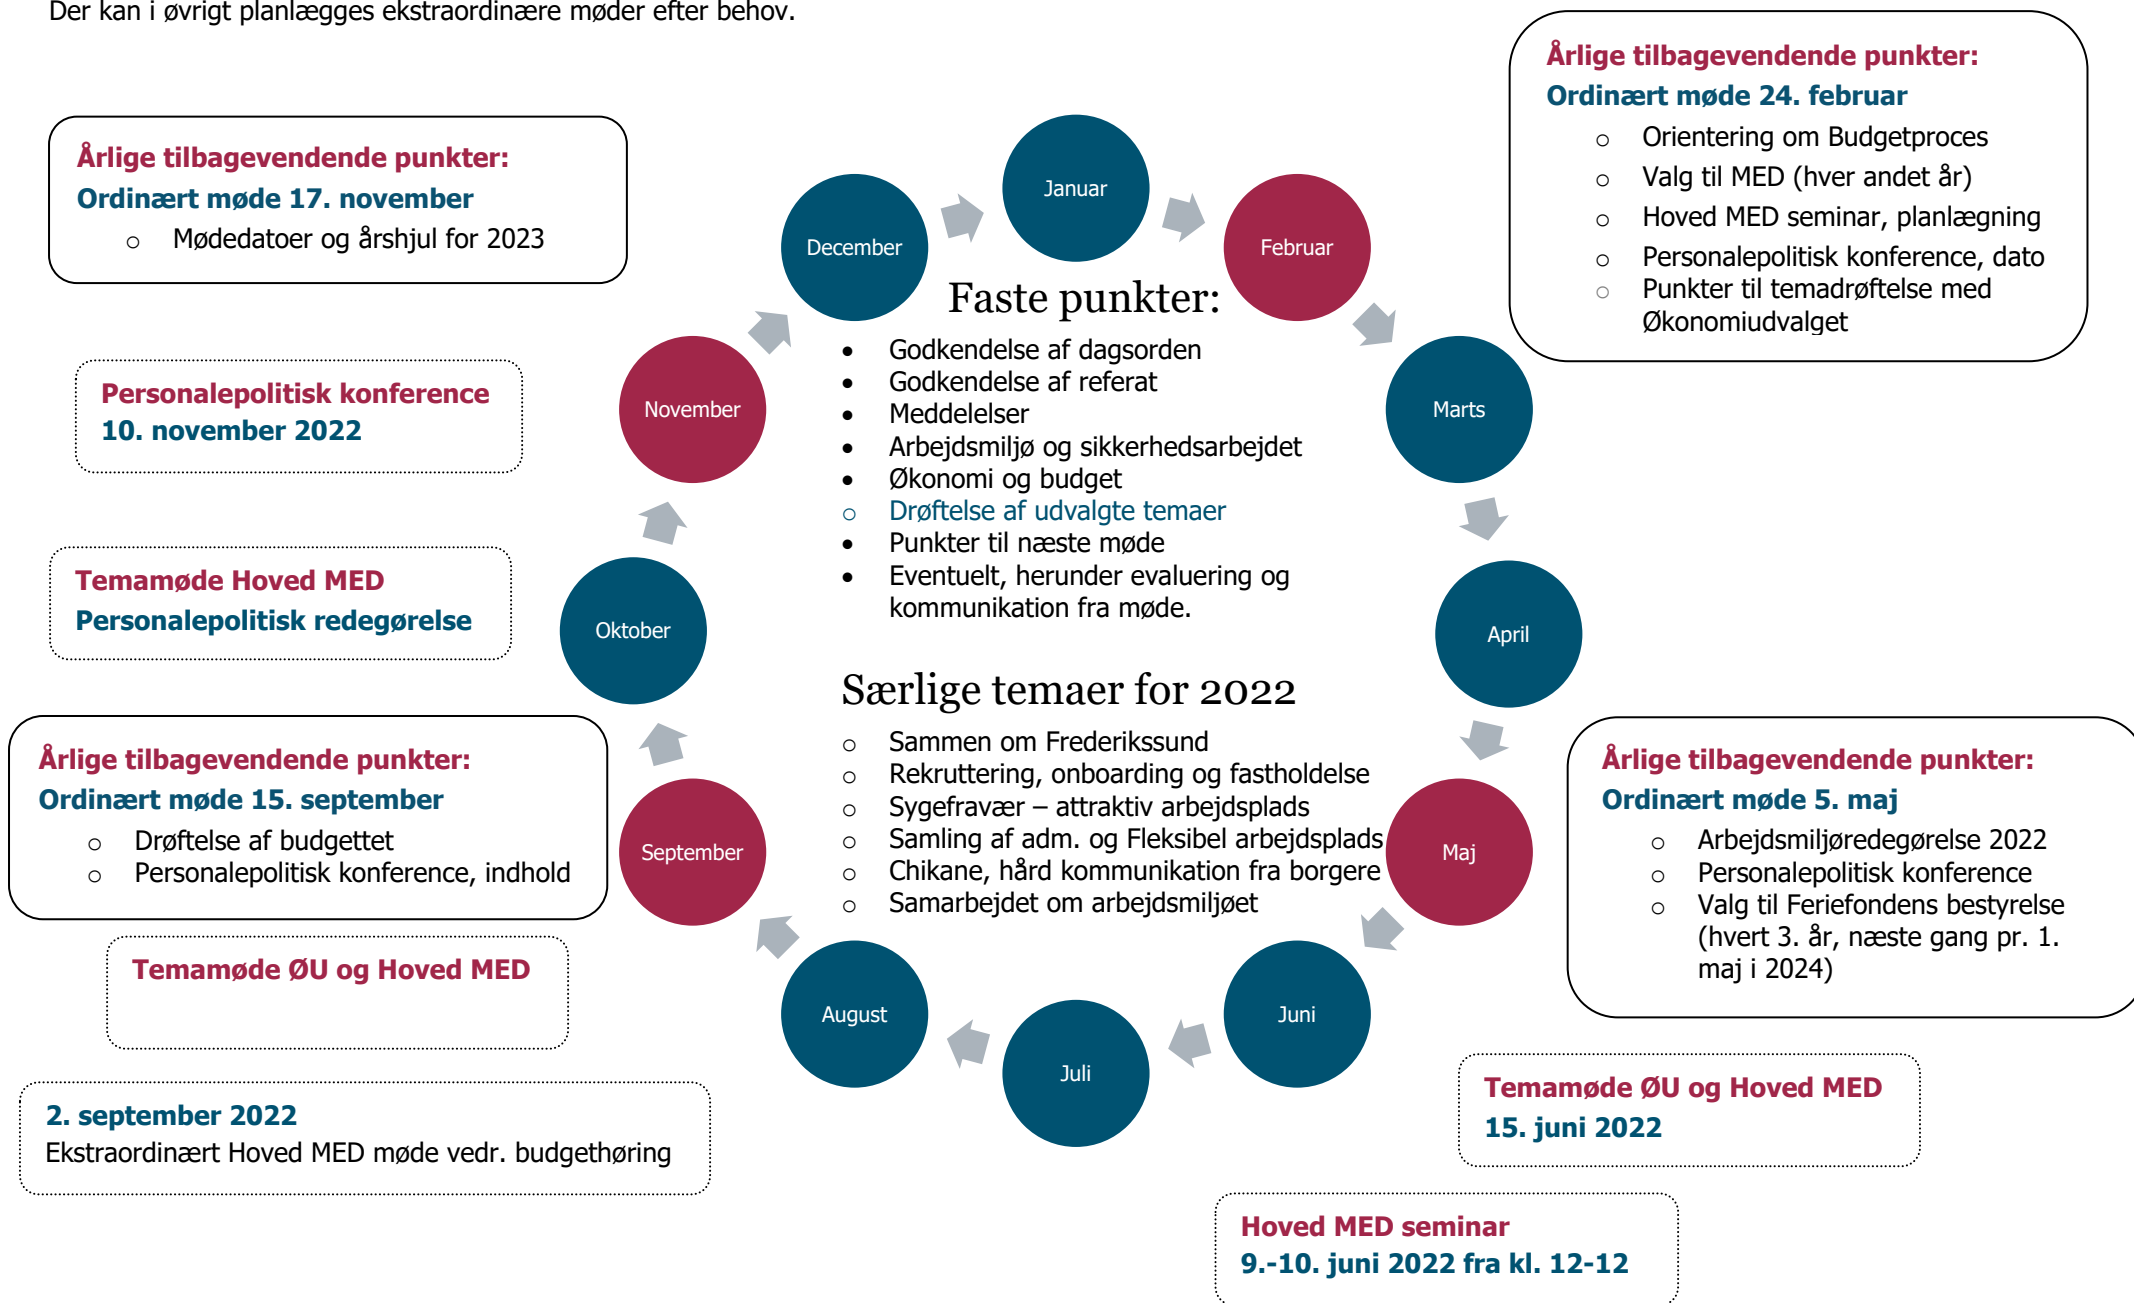 Der kan i øvrigt planlægges ekstraordinære møder efter behov.
Årlige tilbagevendende punkter:
Ordinært møde 24. februar
o Orientering om Budgetproces
o Valg til MED (hver andet år)
o Hoved MED seminar, planlægning
o Personalepolitisk konference, dato
o Punkter til temadrøftelse med
Økonomiudvalget
Årlige tilbagevendende punkter:
Ordinært møde 17. november
o Mødedatoer og årshjul for 2023
Januar
Februar
Marts
April
Maj
Juni
Juli
August
September
Oktober
November
December
Faste punkter:
• Godkendelse af dagsorden
• Godkendelse af referat
• Meddelelser
• Arbejdsmiljø og sikkerhedsarbejdet
• Økonomi og budget
o Drøftelse af udvalgte temaer
• Punkter til næste møde
• Eventuelt, herunder evaluering og
kommunikation fra møde.
Særlige temaer for 2022
o Sammen om Frederikssund
o Rekruttering, onboarding og fastholdelse
o Sygefravær – attraktiv arbejdsplads
o Samling af adm. og Fleksibel arbejdsplads
o Chikane, hård kommunikation fra borgere
o Samarbejdet om arbejdsmiljøet
Personalepolitisk konference
10. november 2022
Temamøde Hoved MED
Personalepolitisk redegørelse
Årlige tilbagevendende punkter:
Ordinært møde 15. september
o Drøftelse af budgettet
o Personalepolitisk konference, indhold
Temamøde ØU og Hoved MED
2. september 2022
Ekstraordinært Hoved MED møde vedr. budgethøring
Årlige tilbagevendende punkter:
Ordinært møde 5. maj
o Arbejdsmiljøredegørelse 2022
o Personalepolitisk konference
o Valg til Feriefondens bestyrelse
(hvert 3. år, næste gang pr. 1.
maj i 2024)
Temamøde ØU og Hoved MED
15. juni 2022
Hoved MED seminar
9.-10. juni 2022 fra kl. 12-12